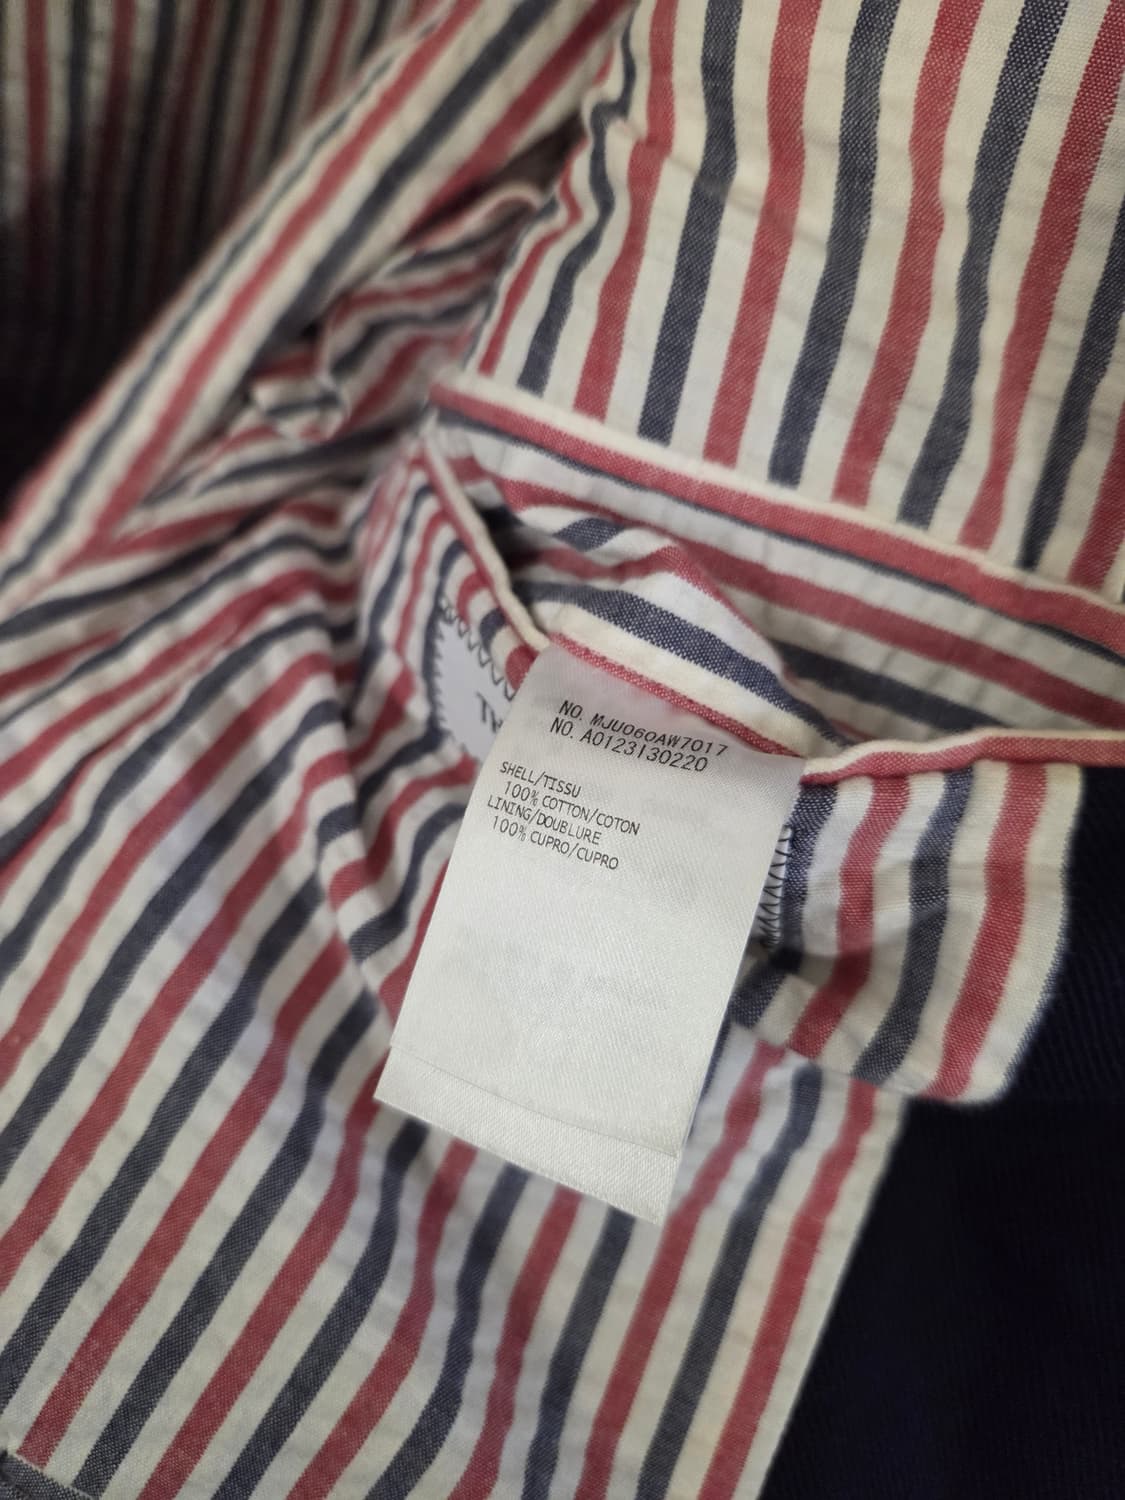 NO. MJU060AW7017
NO. A0123130220
SHELL/TISSU
100% COTTON/COTON
LINING/DOUBLURE
100% CUPRO/CUPRO